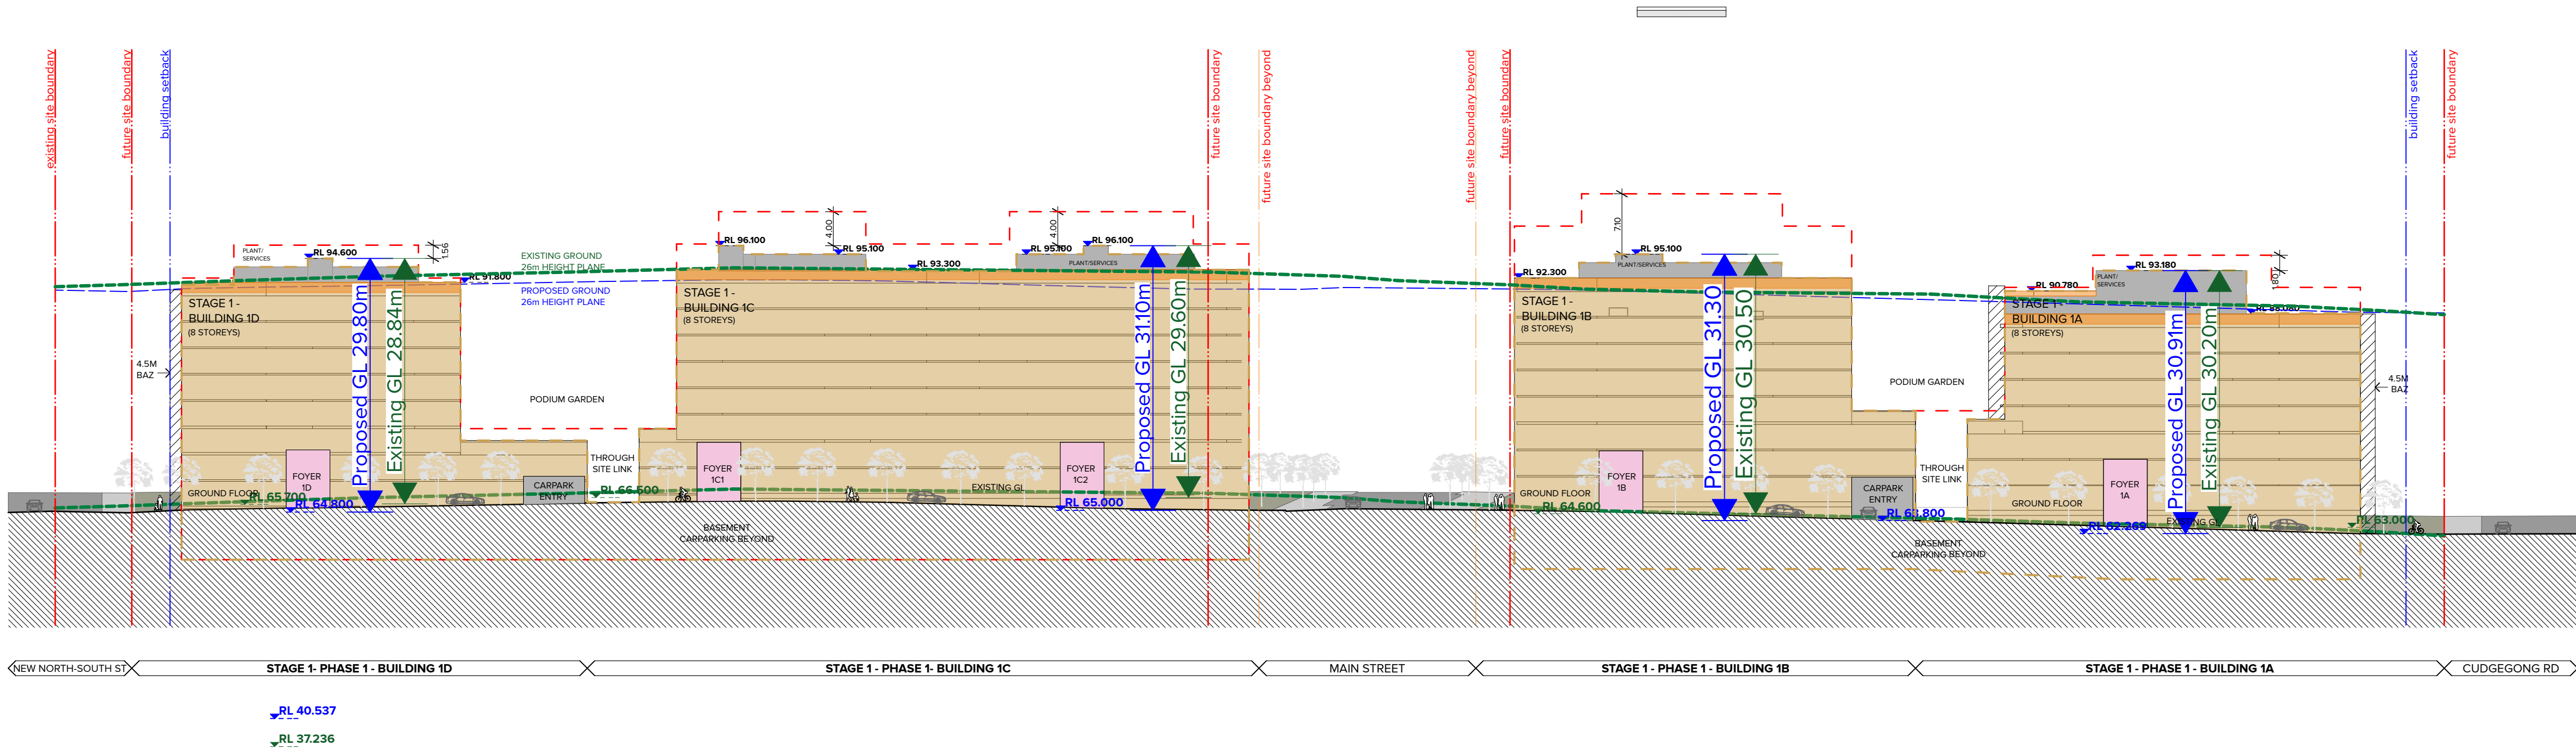 existing site boundary
future site boundary
building setback
future site boundary
future site boundary beyond
future site boundary beyond
future site boundary
building setback
future site boundary
PLANT/
SERVICES
RL 94.600
1.56
RL 91.800
EXISTING GROUND
26m HEIGHT PLANE
PROPOSED GROUND
26m HEIGHT PLANE
STAGE 1 -
BUILDING 1D
(8 STOREYS)
4.5M
BAZ
Proposed GL 29.80m
Existing GL 28.84m
PODIUM GARDEN
FOYER
1D
GROUND FLOOR
RL 65.700
RL 64.800
CARPARK
ENTRY
THROUGH
SITE LINK
RL 66.500
RL 96.100
4.00
RL 95.100
RL 93.300
4.00
RL 95.100
RL 96.100
PLANT/SERVICES
STAGE 1 -
BUILDING 1C
(8 STOREYS)
Proposed GL 31.10m
Existing GL 29.60m
FOYER
1C1
FOYER
1C2
EXISTING GL
RL 65.000
BASEMENT
CARPARKING BEYOND
7.10
RL 95.100
PLANT/SERVICES
RL 92.300
STAGE 1 -
BUILDING 1B
(8 STOREYS)
Proposed GL 31.30
Existing GL 30.50
FOYER
1B
GROUND FLOOR
RL 64.600
CARPARK
ENTRY
PODIUM GARDEN
THROUGH
SITE LINK
BASEMENT
CARPARKING BEYOND
RL 93.180
PLANT/
SERVICES
1.80
RL 90.780
STAGE 1 -
BUILDING 1A
(8 STOREYS)
Proposed GL 30.91m
Existing GL 30.20m
4.5M
BAZ
GROUND FLOOR
FOYER
1A
RL 62.269
EXISTING GL
RL 63.000
NEW NORTH-SOUTH ST
STAGE 1- PHASE 1 - BUILDING 1D
STAGE 1 - PHASE 1- BUILDING 1C
MAIN STREET
STAGE 1 - PHASE 1 - BUILDING 1B
STAGE 1 - PHASE 1 - BUILDING 1A
CUDGEGONG RD
RL 40.537
RL 37.236